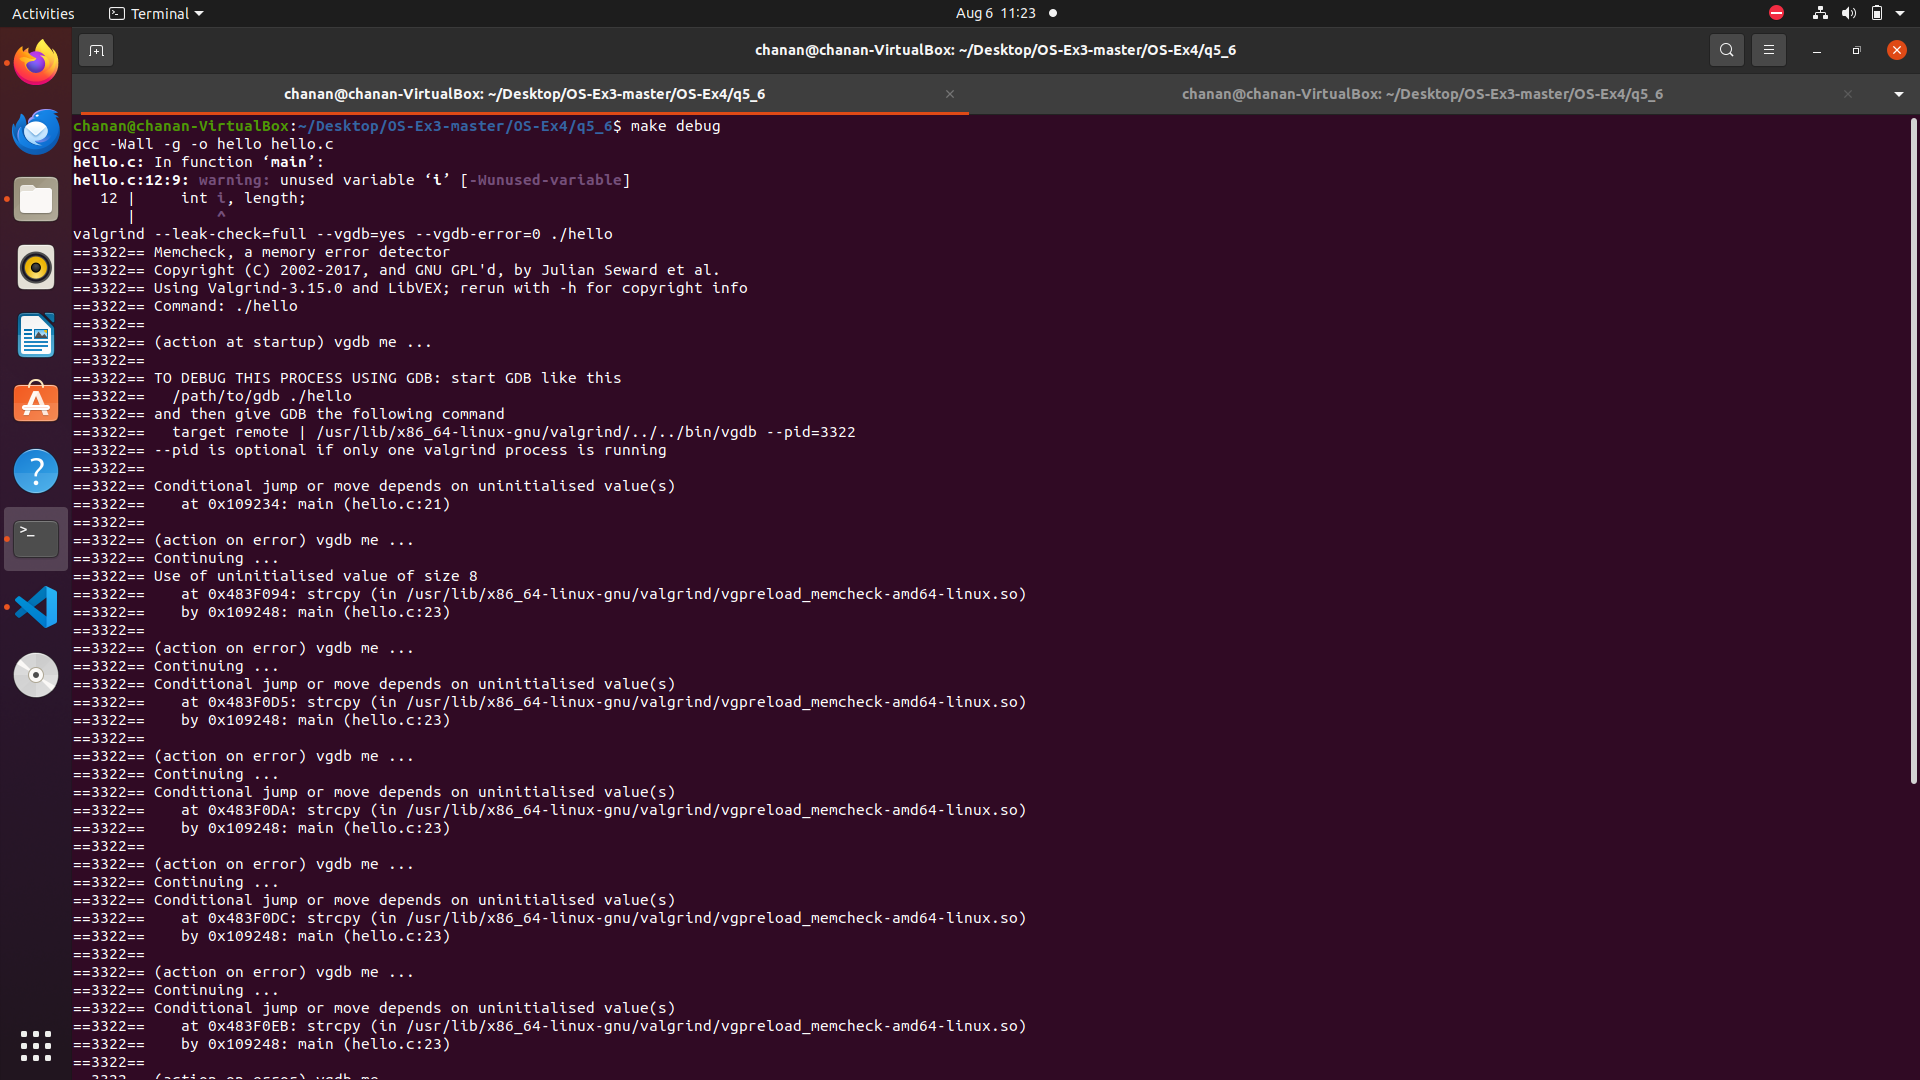 Activities
Terminal
Aug 6 11:23
chanan@chanan-VirtualBox: ~/Desktop/OS-Ex3-master/OS-Ex4/q5_6
chanan@chanan-VirtualBox: ~/Desktop/OS-Ex3-master/OS-Ex4/q5_6
chanan@chanan-VirtualBox: ~/Desktop/OS-Ex3-master/OS-Ex4/q5_6
chanan@chanan-VirtualBox:~/Desktop/OS-Ex3-master/OS-Ex4/q5_6$ make debug
gcc -Wall -g -o hello hello.c
hello.c: In function ‘main’:
hello.c:12:9: warning: unused variable ‘i’ [-Wunused-variable]
   12 |     int i, length;
      |         ^
valgrind --leak-check=full --vgdb=yes --vgdb-error=0 ./hello
==3322== Memcheck, a memory error detector
==3322== Copyright (C) 2002-2017, and GNU GPL'd, by Julian Seward et al.
==3322== Using Valgrind-3.15.0 and LibVEX; rerun with -h for copyright info
==3322== Command: ./hello
==3322==
==3322== (action at startup) vgdb me ...
==3322==
==3322== TO DEBUG THIS PROCESS USING GDB: start GDB like this
==3322==   /path/to/gdb ./hello
==3322== and then give GDB the following command
==3322==   target remote | /usr/lib/x86_64-linux-gnu/valgrind/../../bin/vgdb --pid=3322
==3322== --pid is optional if only one valgrind process is running
==3322==
==3322== Conditional jump or move depends on uninitialised value(s)
==3322==    at 0x109234: main (hello.c:21)
==3322==
==3322== (action on error) vgdb me ...
==3322== Continuing ...
==3322== Use of uninitialised value of size 8
==3322==    at 0x483F094: strcpy (in /usr/lib/x86_64-linux-gnu/valgrind/vgpreload_memcheck-amd64-linux.so)
==3322==    by 0x109248: main (hello.c:23)
==3322==
==3322== (action on error) vgdb me ...
==3322== Continuing ...
==3322== Conditional jump or move depends on uninitialised value(s)
==3322==    at 0x483F0D5: strcpy (in /usr/lib/x86_64-linux-gnu/valgrind/vgpreload_memcheck-amd64-linux.so)
==3322==    by 0x109248: main (hello.c:23)
==3322==
==3322== (action on error) vgdb me ...
==3322== Continuing ...
==3322== Conditional jump or move depends on uninitialised value(s)
==3322==    at 0x483F0DA: strcpy (in /usr/lib/x86_64-linux-gnu/valgrind/vgpreload_memcheck-amd64-linux.so)
==3322==    by 0x109248: main (hello.c:23)
==3322==
==3322== (action on error) vgdb me ...
==3322== Continuing ...
==3322== Conditional jump or move depends on uninitialised value(s)
==3322==    at 0x483F0DC: strcpy (in /usr/lib/x86_64-linux-gnu/valgrind/vgpreload_memcheck-amd64-linux.so)
==3322==    by 0x109248: main (hello.c:23)
==3322==
==3322== (action on error) vgdb me ...
==3322== Continuing ...
==3322== Conditional jump or move depends on uninitialised value(s)
==3322==    at 0x483F0EB: strcpy (in /usr/lib/x86_64-linux-gnu/valgrind/vgpreload_memcheck-amd64-linux.so)
==3322==    by 0x109248: main (hello.c:23)
==3322==
==3322== (action on error) vgdb me ...